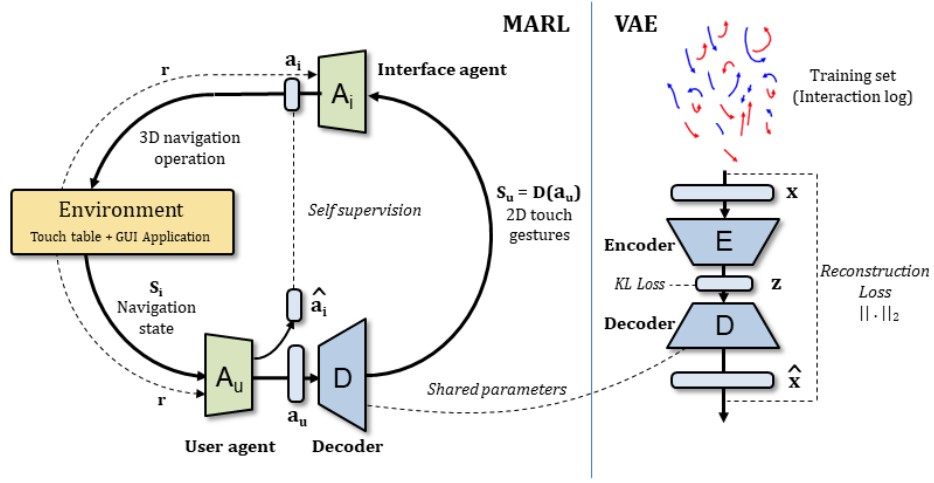 MARL
VAE
r
a_i
Interface agent
A_i
3D navigation
operation
Environment
Touch table + GUI Application
Self supervision
S_u = D(a_u)
2D touch
gestures
S_i
Navigation
state
â_i
A_u
D
r
a_u
User agent
Decoder
Shared parameters
Training set
(Interaction log)
x
Encoder
E
KL Loss
z
Decoder
D
Reconstruction
Loss
|| . ||_2
x̂